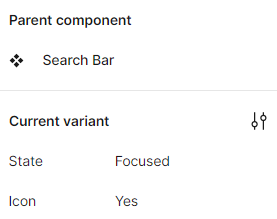 Parent component
Search Bar
Current variant
State Focused
Icon Yes